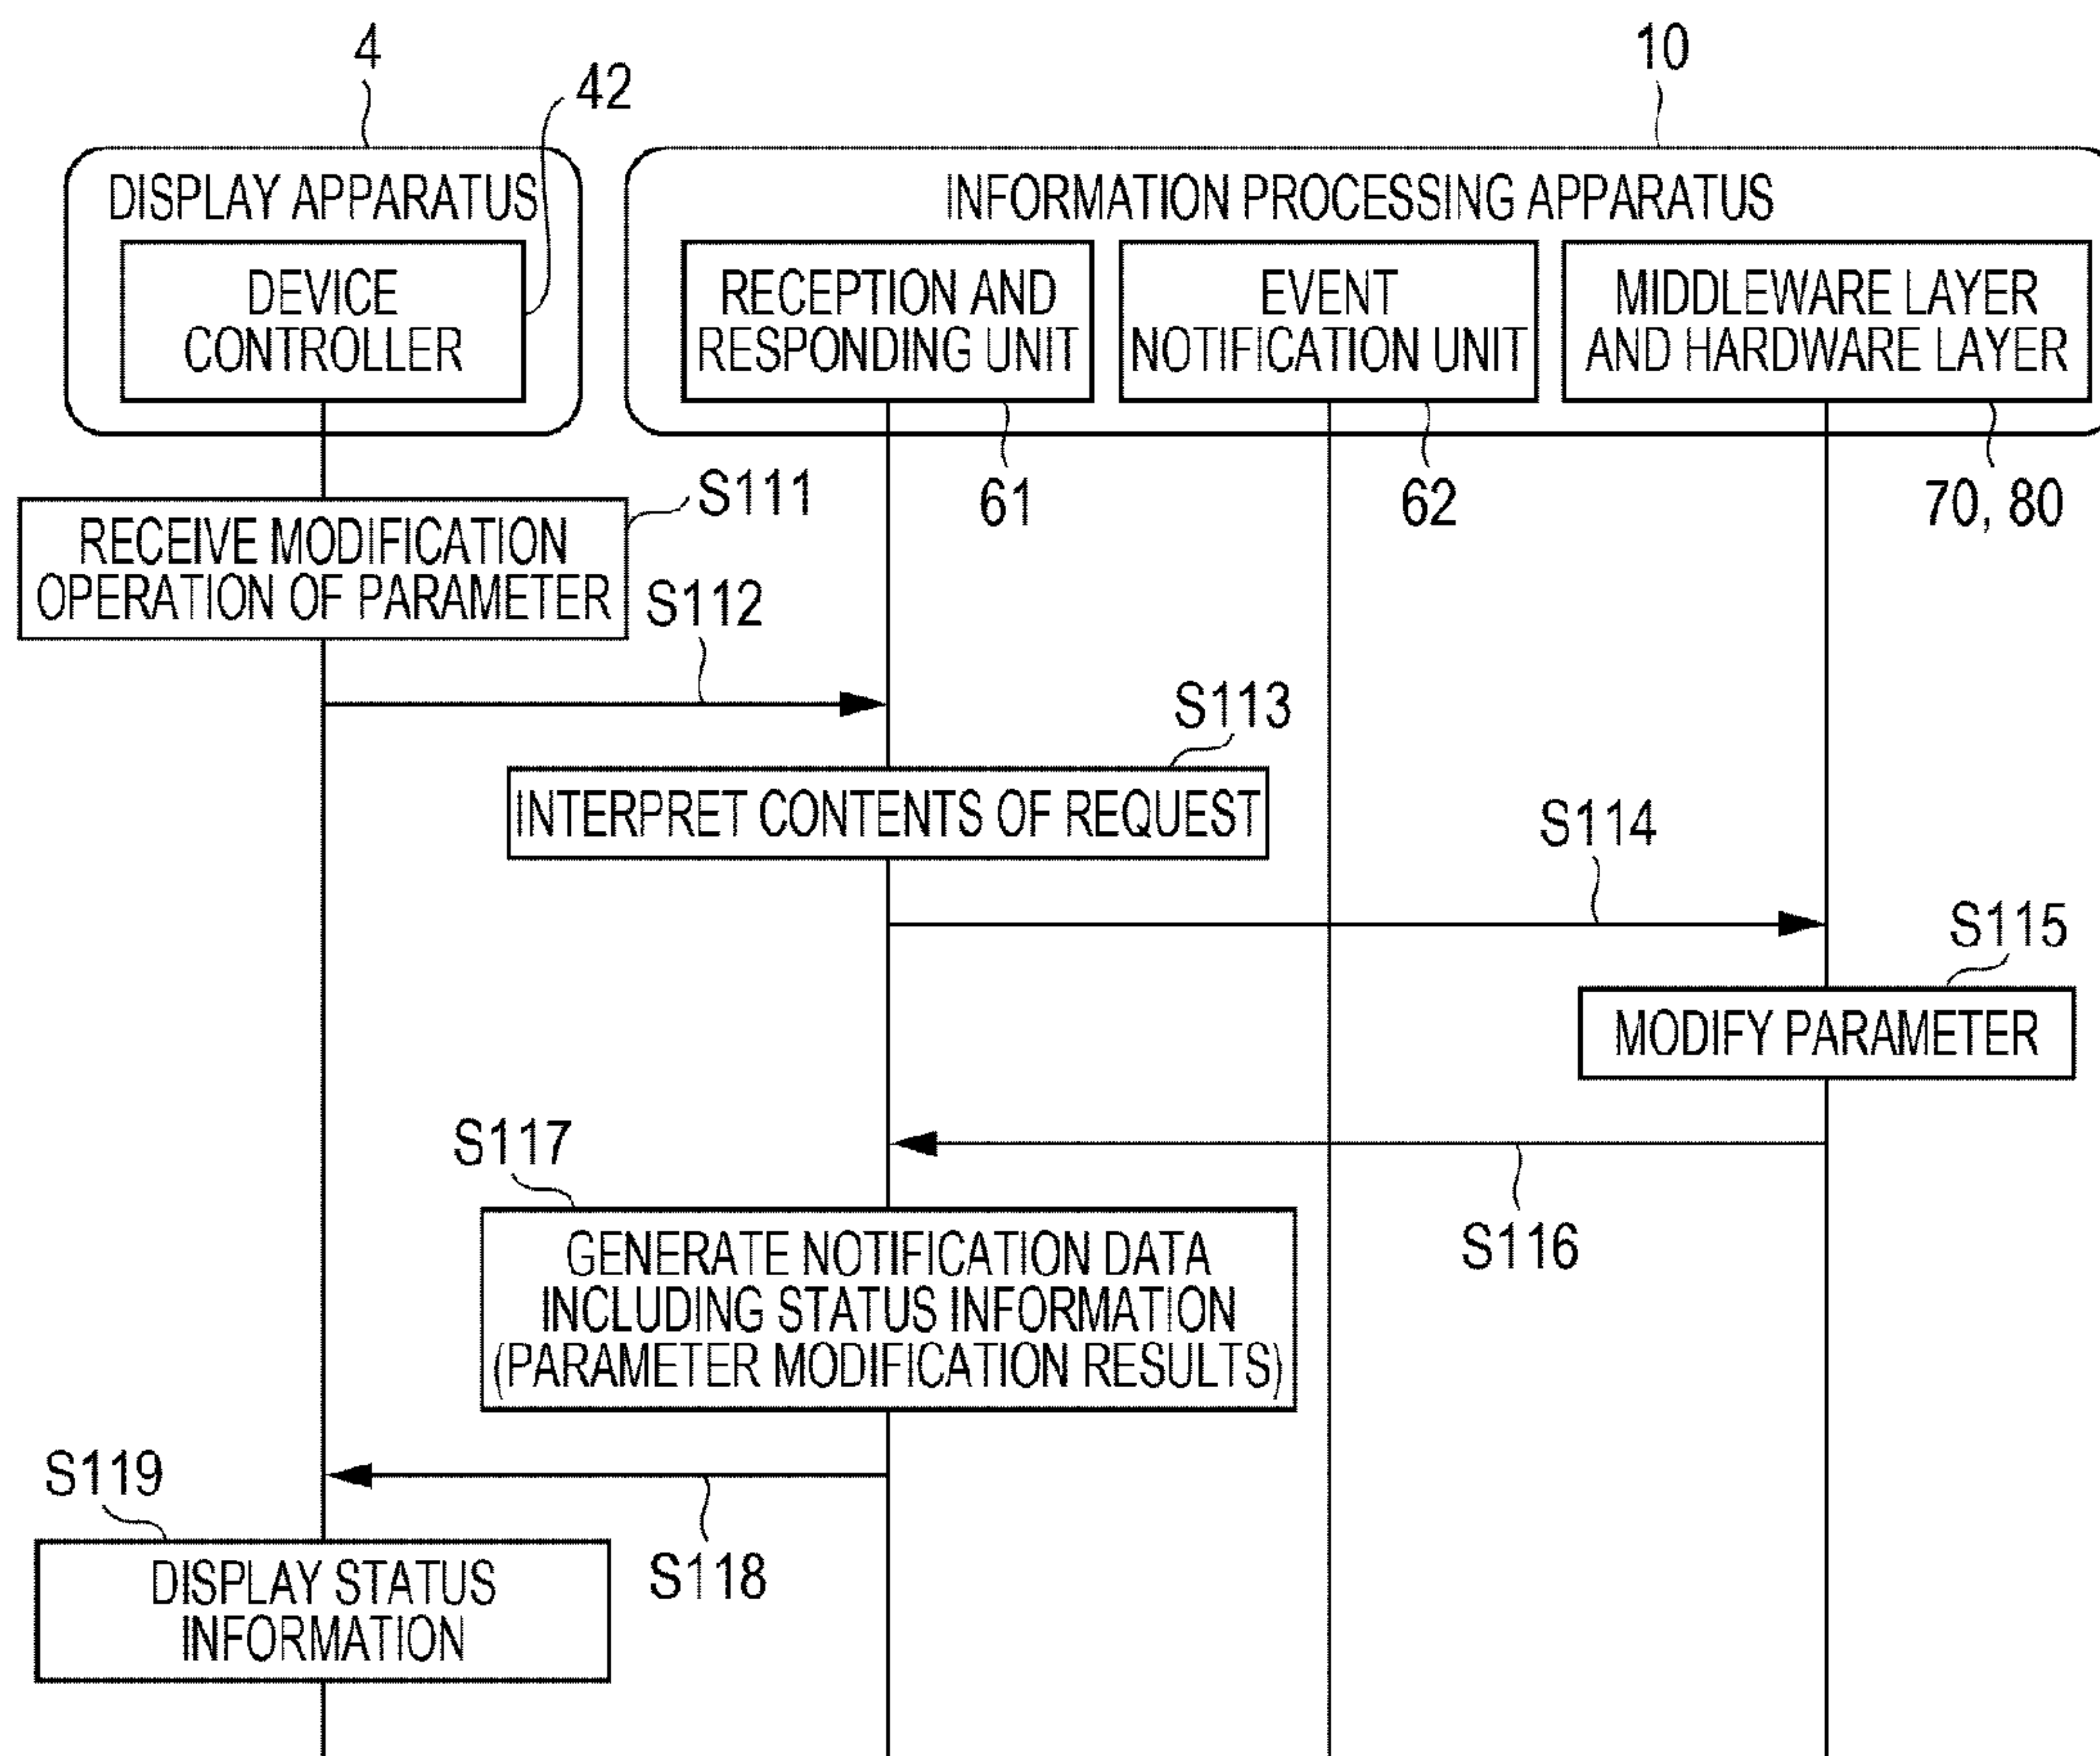 4
10
42
DISPLAY APPARATUS
INFORMATION PROCESSING APPARATUS
DEVICE
CONTROLLER
RECEPTION AND
RESPONDING UNIT
EVENT
NOTIFICATION UNIT
MIDDLEWARE LAYER
AND HARDWARE LAYER
61
62
70, 80
S111
RECEIVE MODIFICATION
OPERATION OF PARAMETER
S112
S113
INTERPRET CONTENTS OF REQUEST
S114
S115
MODIFY PARAMETER
S116
S117
GENERATE NOTIFICATION DATA
INCLUDING STATUS INFORMATION
(PARAMETER MODIFICATION RESULTS)
S118
S119
DISPLAY STATUS
INFORMATION